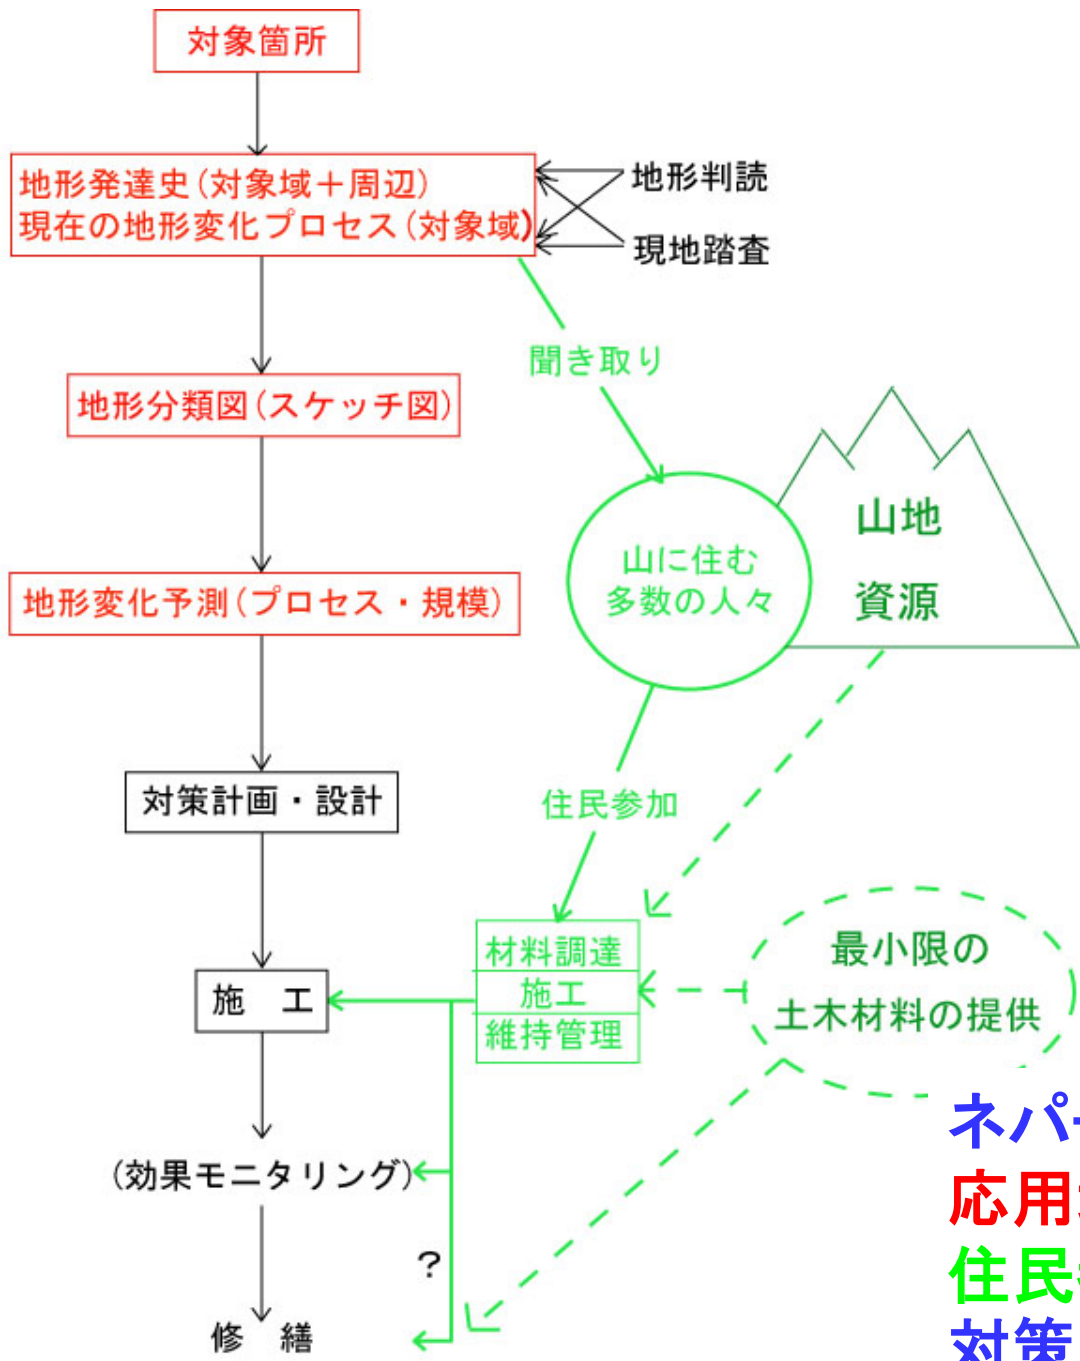 対象箇所
地形発達史(対象域＋周辺)
現在の地形変化プロセス(対象域)
地形判読
現地踏査
聞き取り
地形分類図(スケッチ図)
山地
資源
山に住む
多数の人々
地形変化予測(プロセス・規模)
対策計画・設計
住民参加
材料調達
施工
維持管理
最小限の
土木材料の提供
施　工
(効果モニタリング)
?
修　繕
ネパ
応用
住民
対策